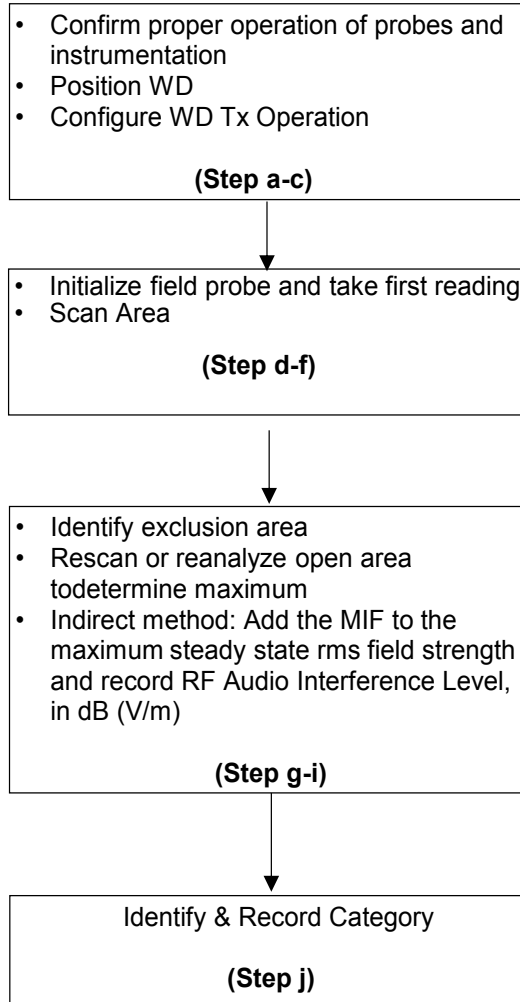 • Confirm proper operation of probes and
instrumentation
• Position WD
• Configure WD Tx Operation
(Step a-c)
• Initialize field probe and take first reading
• Scan Area
(Step d-f)
• Identify exclusion area
• Rescan or reanalyze open area
todetermine maximum
• Indirect method: Add the MIF to the
maximum steady state rms field strength
and record RF Audio Interference Level,
in dB (V/m)
(Step g-i)
Identify & Record Category
(Step j)